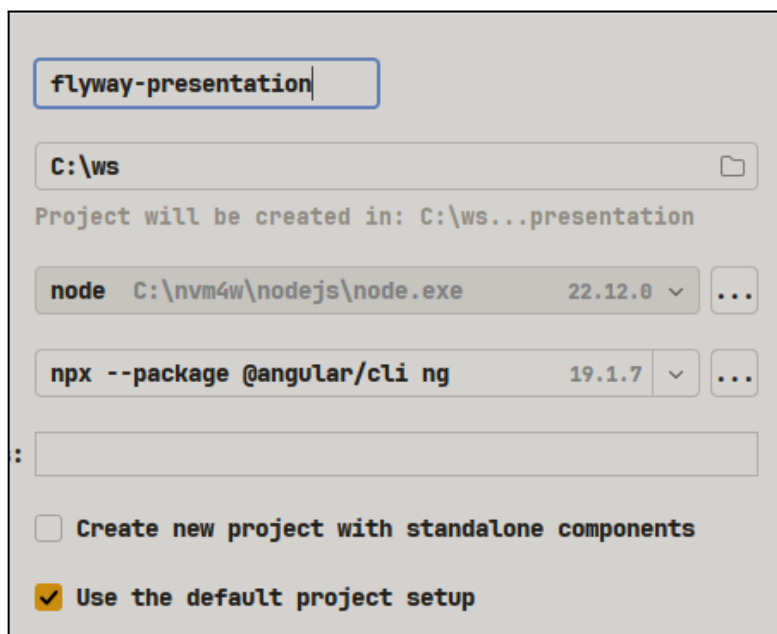 flyway-presentation
C:\ws
Project will be created in: C:\ws...presentation
node C:\nvm4w\nodejs\node.exe 22.12.0 ...
npx --package @angular/cli ng 19.1.7 ...
:
Create new project with standalone components
Use the default project setup